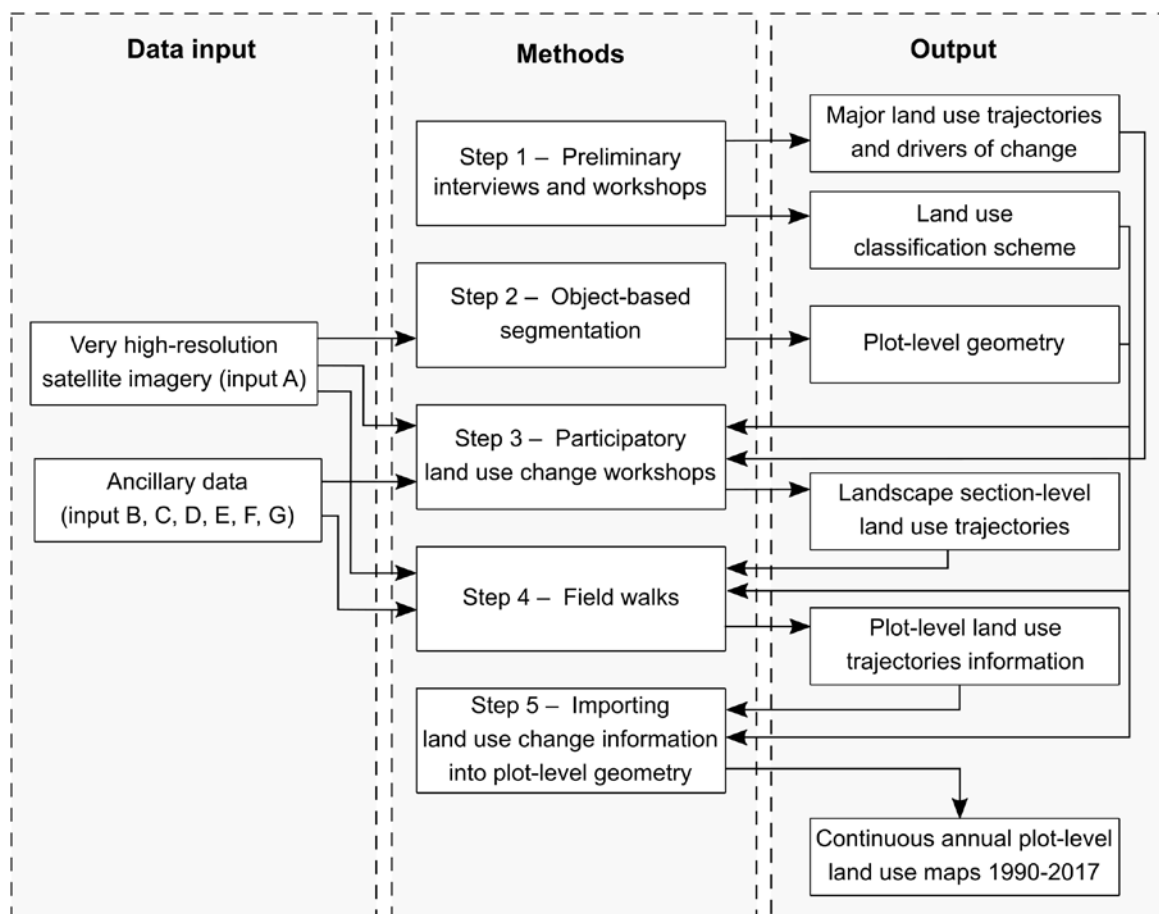 Data input
Methods
Output
Very high-resolution
satellite imagery (input A)
Ancillary data
(input B, C, D, E, F, G)
Step 1 – Preliminary
interviews and workshops
Step 2 – Object-based
segmentation
Step 3 – Participatory
land use change workshops
Step 4 – Field walks
Step 5 – Importing
land use change information
into plot-level geometry
Major land use trajectories
and drivers of change
Land use
classification scheme
Plot-level geometry
Landscape section-level
land use trajectories
Plot-level land use
trajectories information
Continuous annual plot-level
land use maps 1990-2017